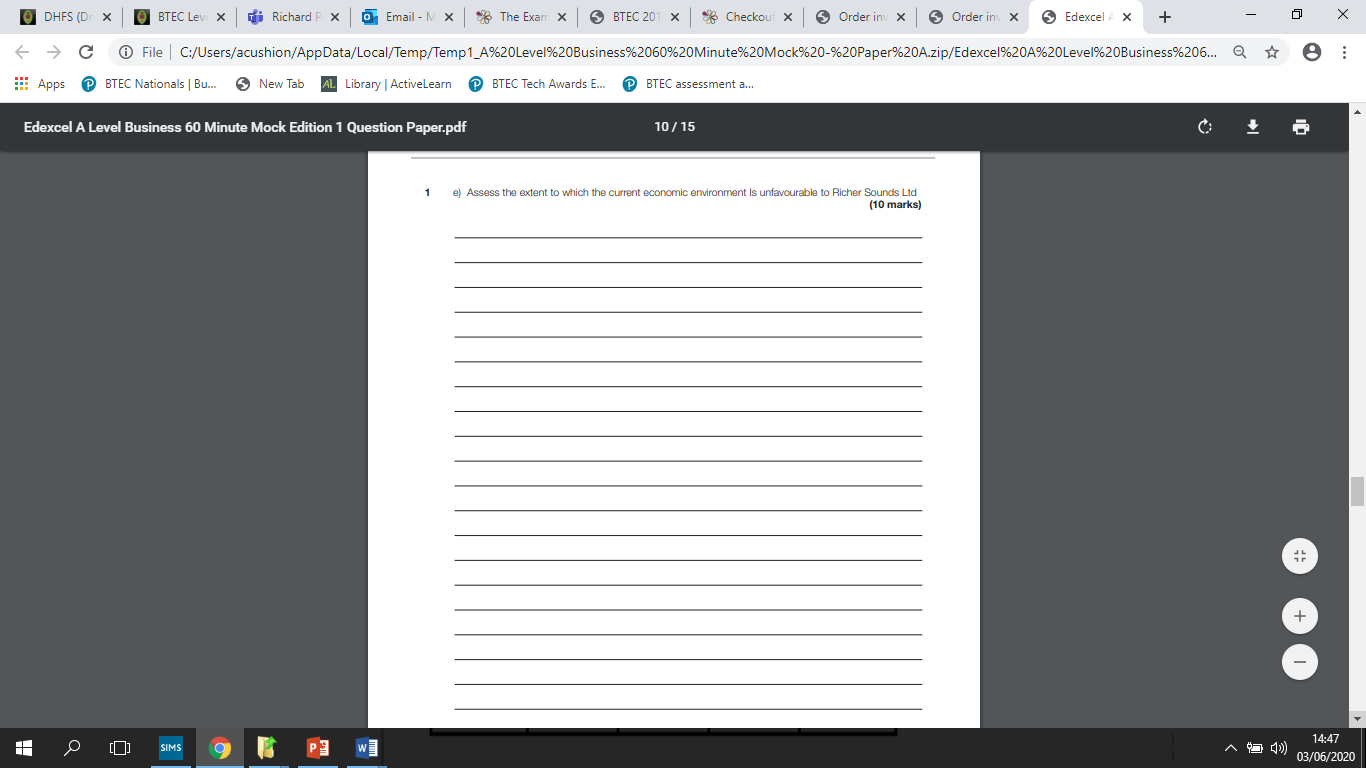 DHFS (Dr
BTEC Leve
Richard P
Email - M
The Exam
BTEC 201
Checkout
Order inv
Order inv
Edexcel A
File | C:/Users/acushion/AppData/Local/Temp/Temp1_A%20Level%20Business%2060%20Minute%20Mock%20-%20Paper%20A.zip/Edexcel%20A%20Level%20Business%206...
Apps
BTEC Nationals | Bu...
New Tab
AL Library | ActiveLearn
BTEC Tech Awards E...
BTEC assessment a...
Edexcel A Level Business 60 Minute Mock Edition 1 Question Paper.pdf
10 / 15
1 e) Assess the extent to which the current economic environment Is unfavourable to Richer Sounds Ltd
(10 marks)
SIMS
14:47
03/06/2020